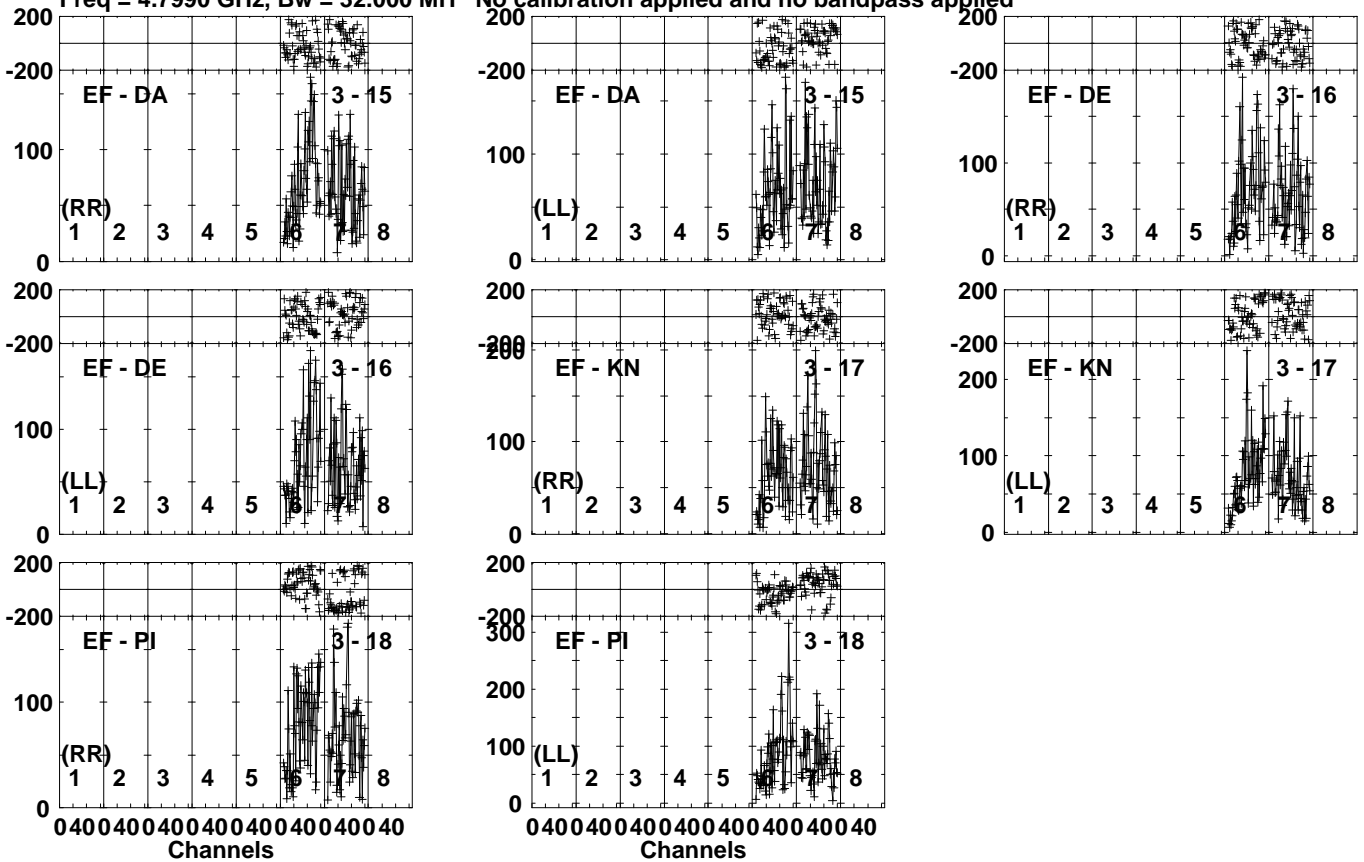 Freq = 4.7990 GHz, Bw = 32.000 MH No calibration applied and no bandpass applied
200 200 200
-200 -200 -200
EF - DA 3 - 15 EF - DA 3 - 15 EF - DE 3 - 16
100 100 100
(RR) (LL) (RR)
1 2 3 4 5 6 7 8 1 2 3 4 5 6 7 8 1 2 3 4 5 6 7 8
0 0 0
200 200 200
-200 -200 -200
200
EF - DE 3 - 16 EF - KN 3 - 17 EF - KN 3 - 17
200
100 100 100
(LL) (RR) (LL)
1 2 3 4 5 6 7 8 1 2 3 4 5 6 7 8 1 2 3 4 5 6 7 8
0 0 0
200 200
-200 -200
300
EF - PI 3 - 18 EF - PI 3 - 18
200
100 100
(RR) (LL)
1 2 3 4 5 6 7 8 1 2 3 4 5 6 7 8
0 0
0 40 0 40 0 40 0 40 0 40 0 40 0 40 0 40 0 40 0 40 0 40 0 40 0 40 0 40 0 40 0 40
Channels Channels